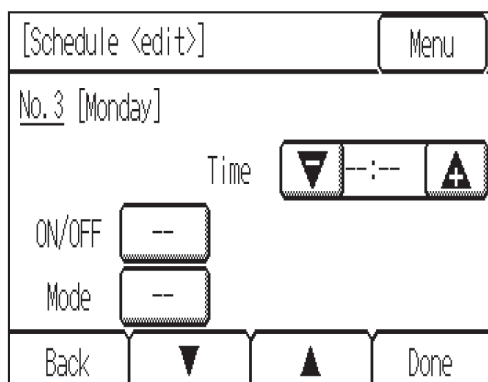 [Schedule <edit>] Menu
No. 3 [Monday]
Time --:--
ON/OFF --
Mode --
Back Done